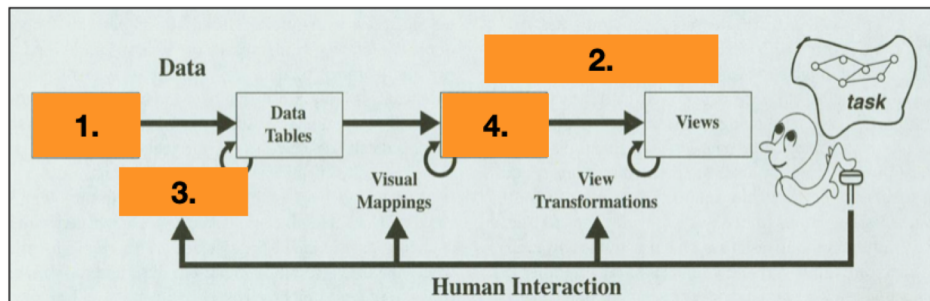 Data
2.
1.
Data
Tables
4.
Views
task
3.
Visual
Mappings
View
Transformations
Human Interaction